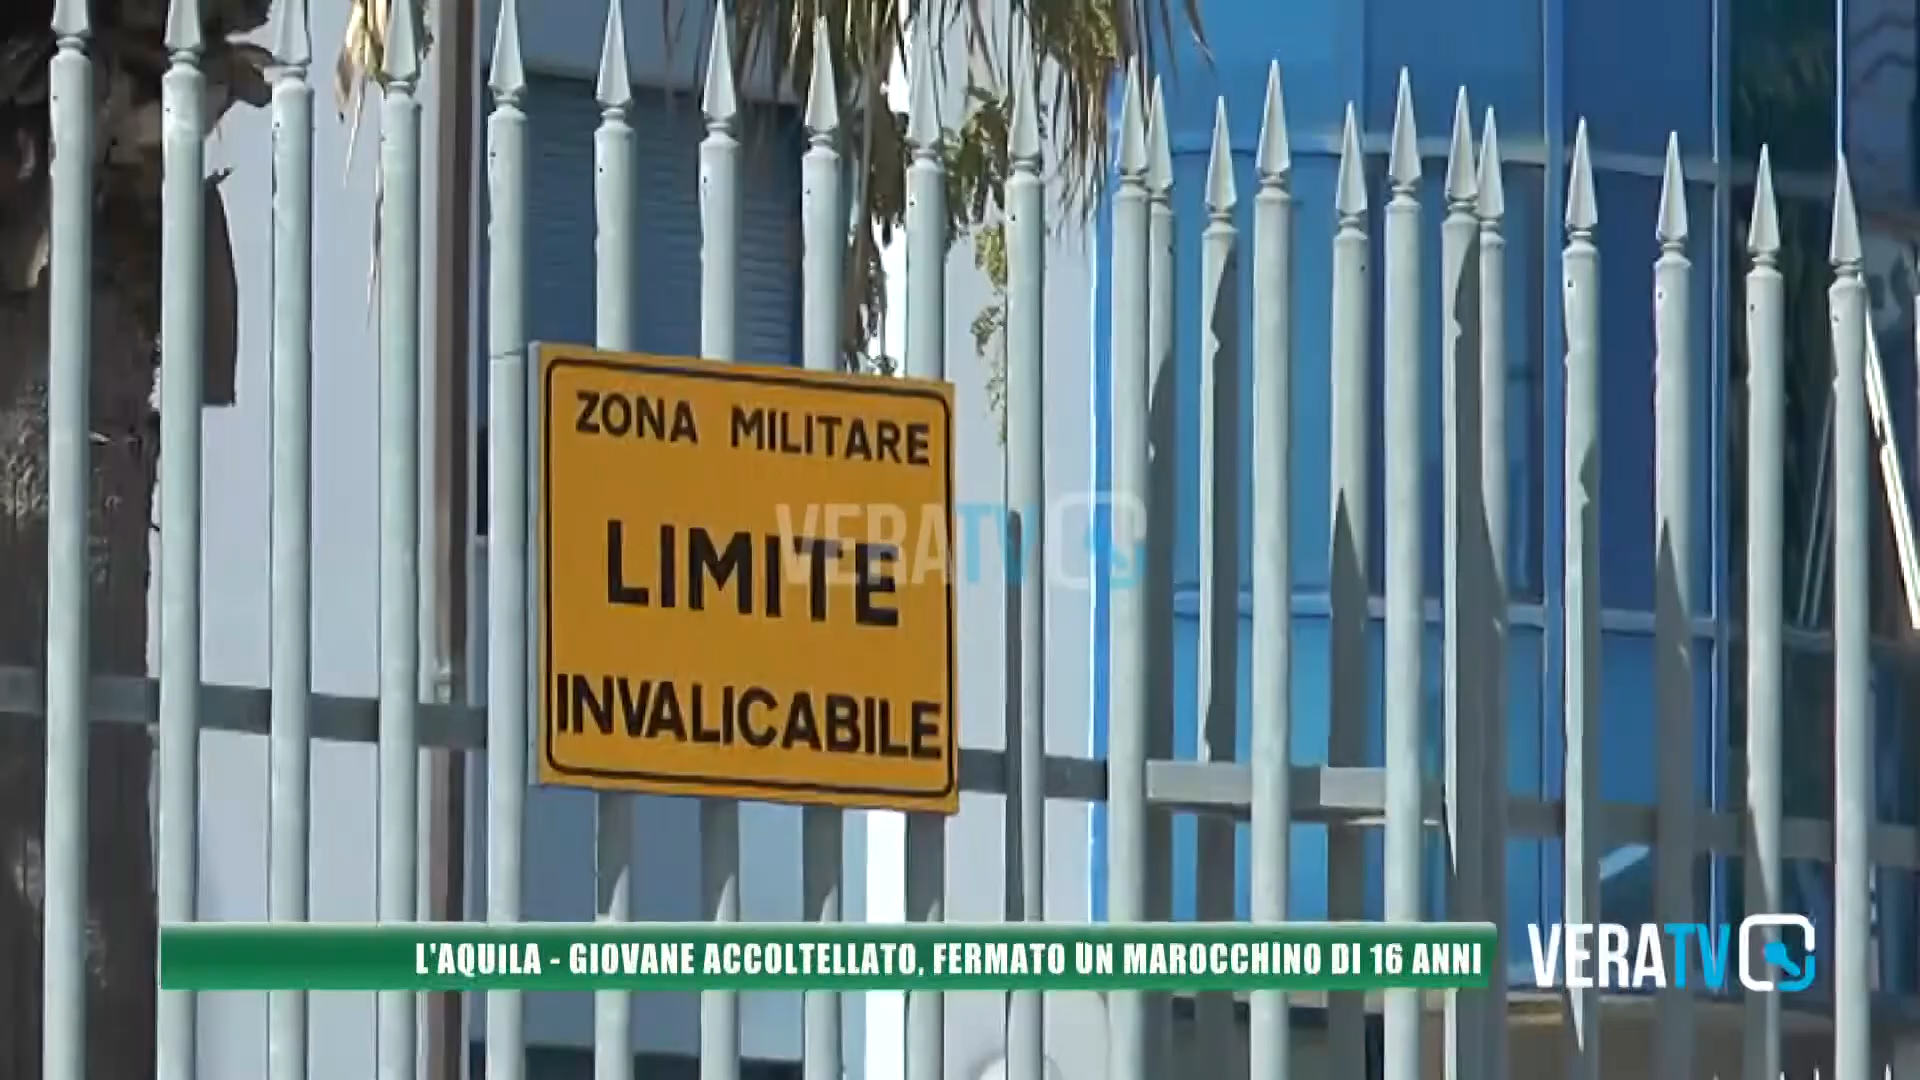 ZONA MILITARE
LIMITE
INVALICABILE
VERATV
L'AQUILA - GIOVANE ACCOLTELLATO, FERMATO UN MAROCCHINO DI 16 ANNI
VERATV